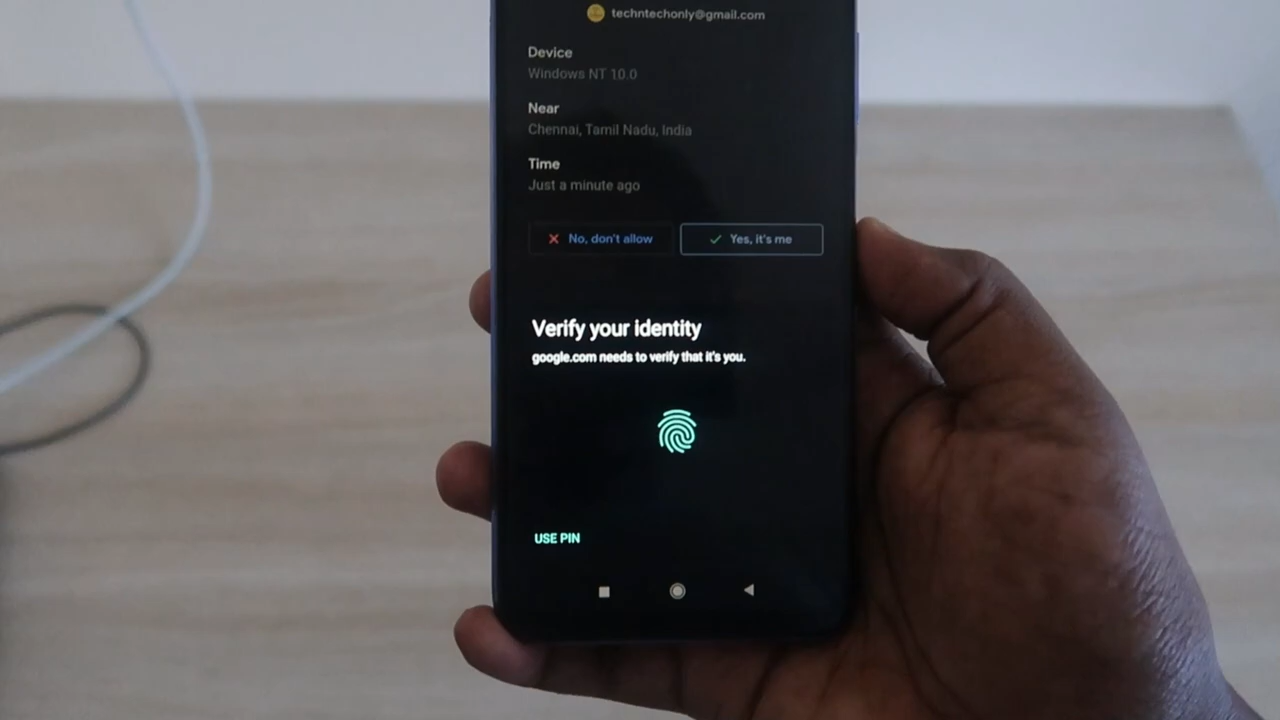 techntechonly@gmail.com
Device
Windows NT 10.0
Near
Chennai, Tamil Nadu, India
Time
Just a minute ago
No, don't allow
Yes, it's me
Verify your identity
google.com needs to verify that it's you.
USE PIN